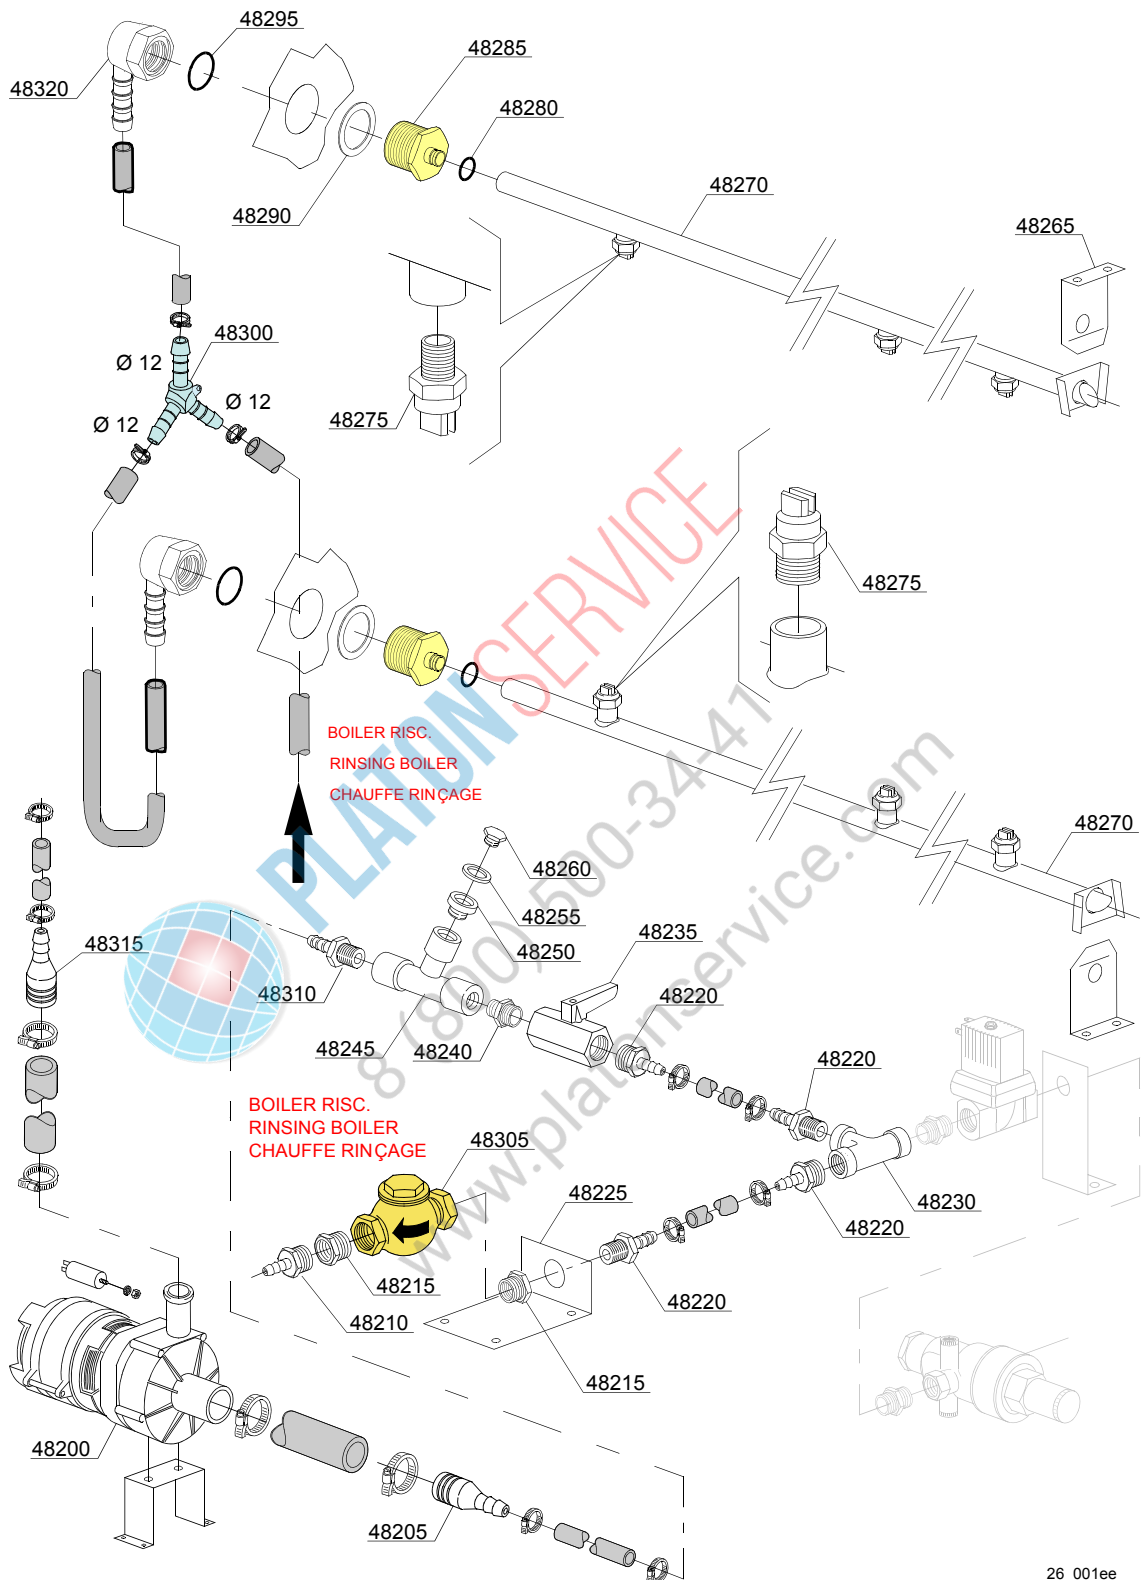 48295
48320
48285
48280
48290
48270
48265
48300
Ø 12
Ø 12
Ø 12
48275
48275
BOILER RISC.
RINSING BOILER
CHAUFFE RINÇAGE
PLATONSERVICE
8 (800) 500-34-41
www.platonservice.com
48270
48260
48255
48250
48235
48315
48310
48220
48245
48240
48220
BOILER RISC.
RINSING BOILER
CHAUFFE RINÇAGE
48305
48225
48230
48220
48215
48220
48210
48215
48200
48205
26_001ee